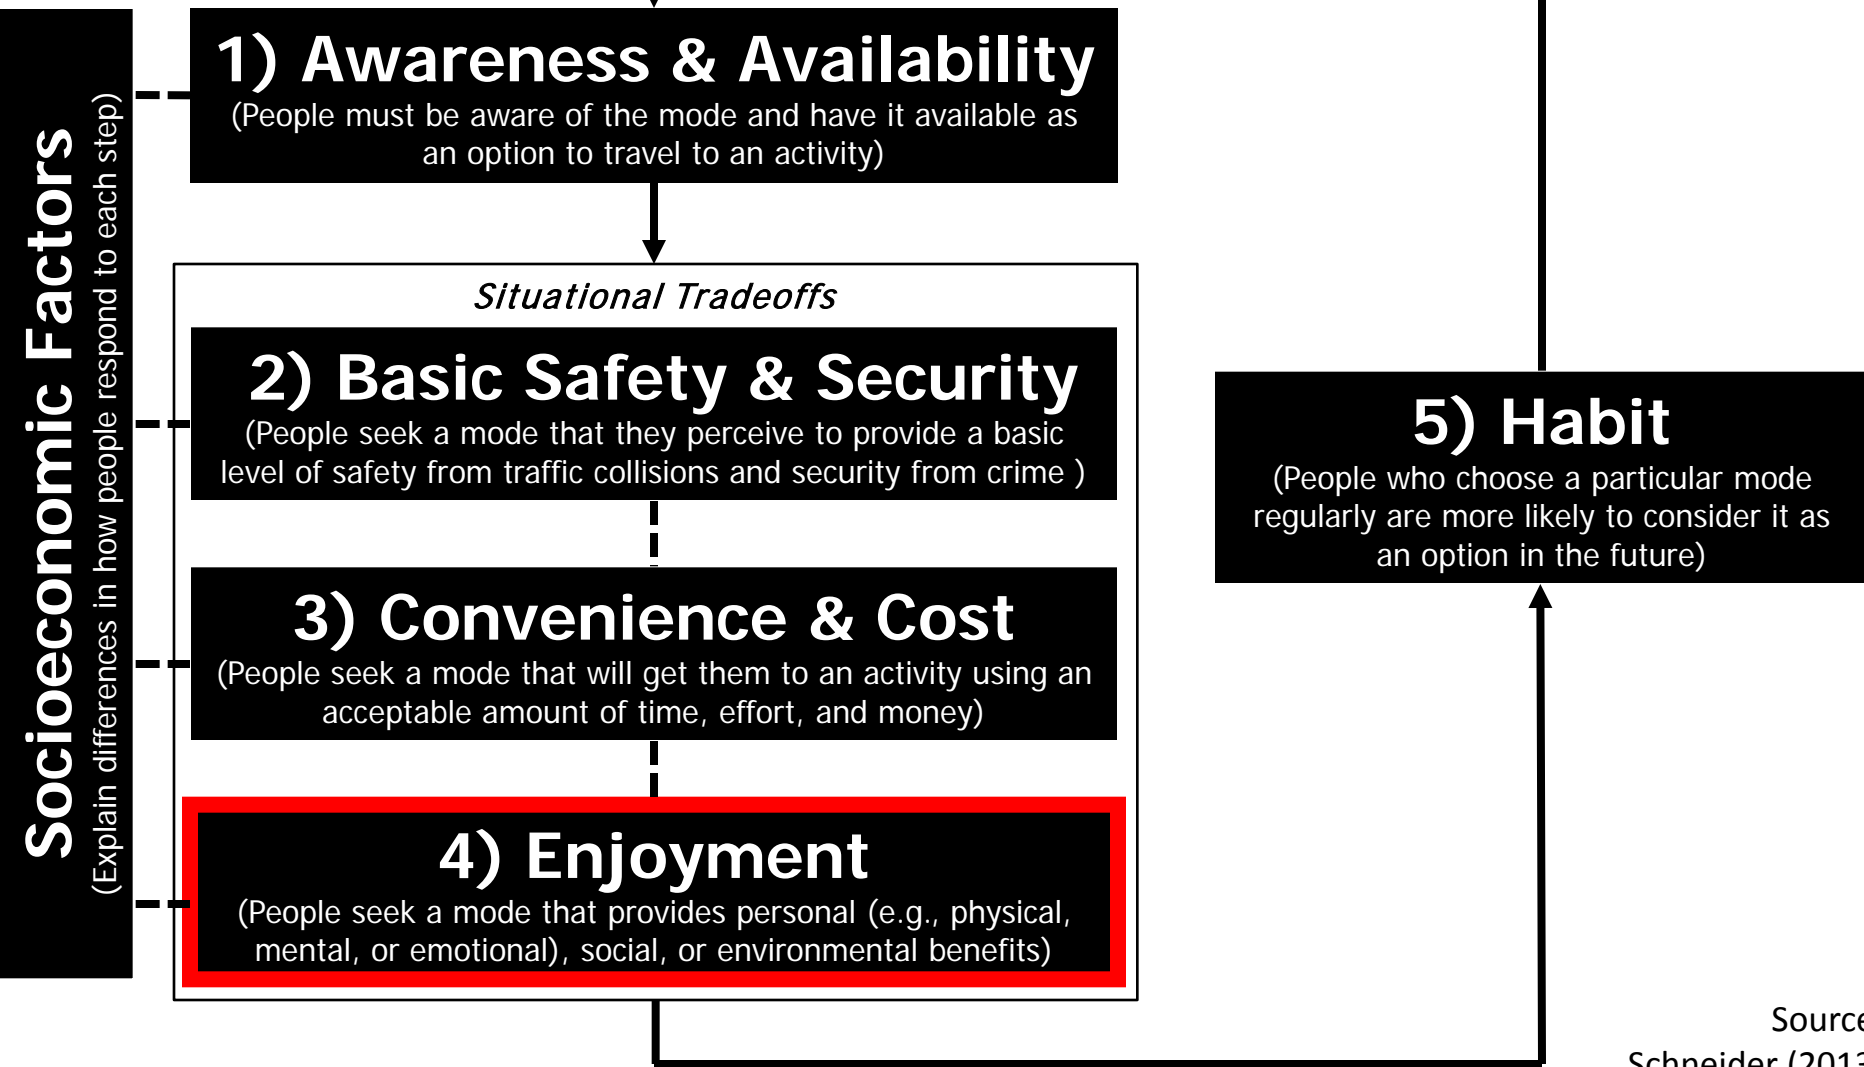 Socioeconomic Factors
(Explain differences in how people respond to each step)
1) Awareness & Availability
(People must be aware of the mode and have it available as
an option to travel to an activity)
Situational Tradeoffs
2) Basic Safety & Security
(People seek a mode that they perceive to provide a basic
level of safety from traffic collisions and security from crime )
3) Convenience & Cost
(People seek a mode that will get them to an activity using an
acceptable amount of time, effort, and money)
4) Enjoyment
(People seek a mode that provides personal (e.g., physical,
mental, or emotional), social, or environmental benefits)
5) Habit
(People who choose a particular mode
regularly are more likely to consider it as
an option in the future)
Source
Schneider (2013